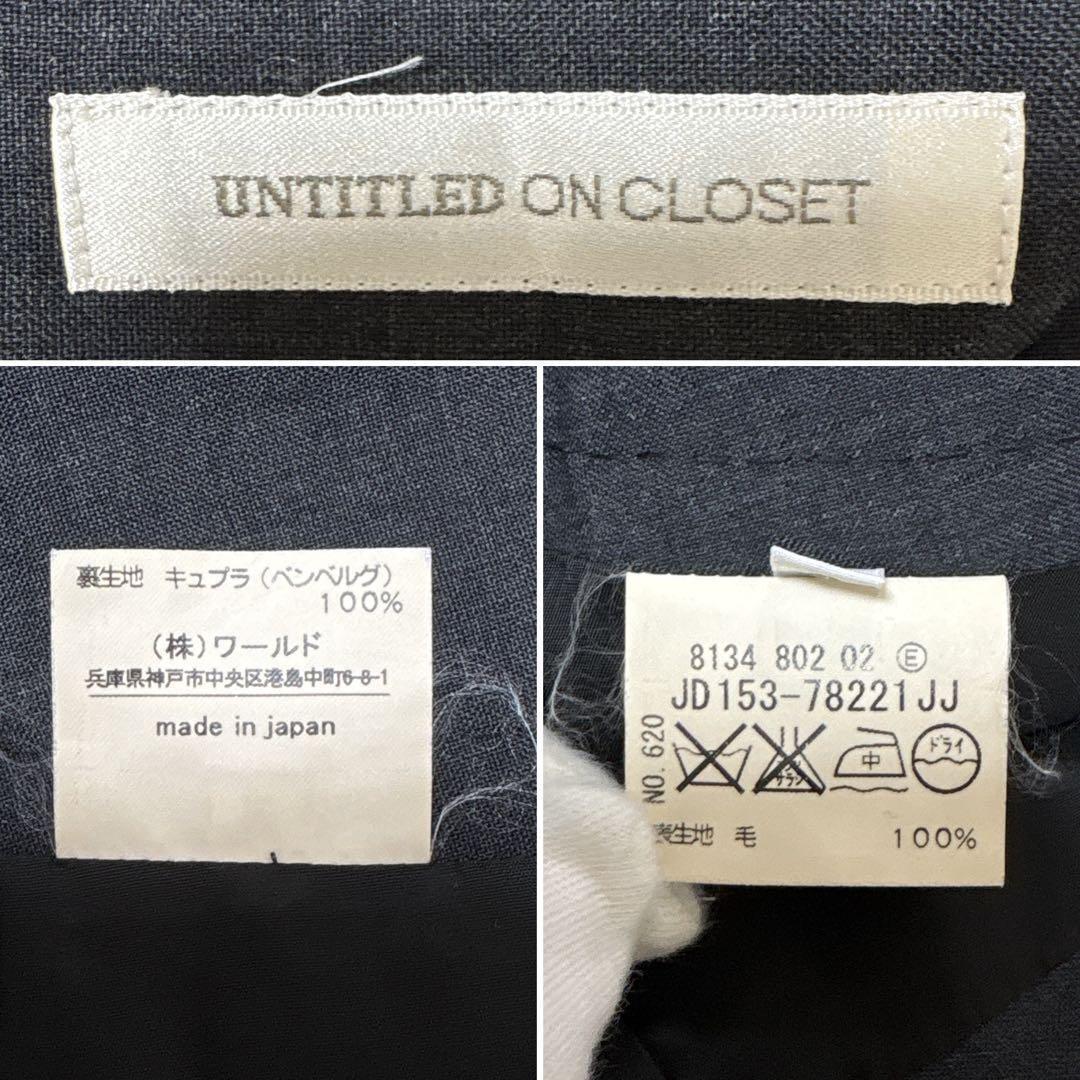 UNTITLED ON CLOSET
裏生地 キュプラ(ベンベルグ)
100%
(株)ワールド
兵庫県神戸市中央区港島中町6-8-1
made in japan
8134 802 02 Ⓔ
JD153-78221JJ
NO. 620
中
ドライ
生地 毛 100%